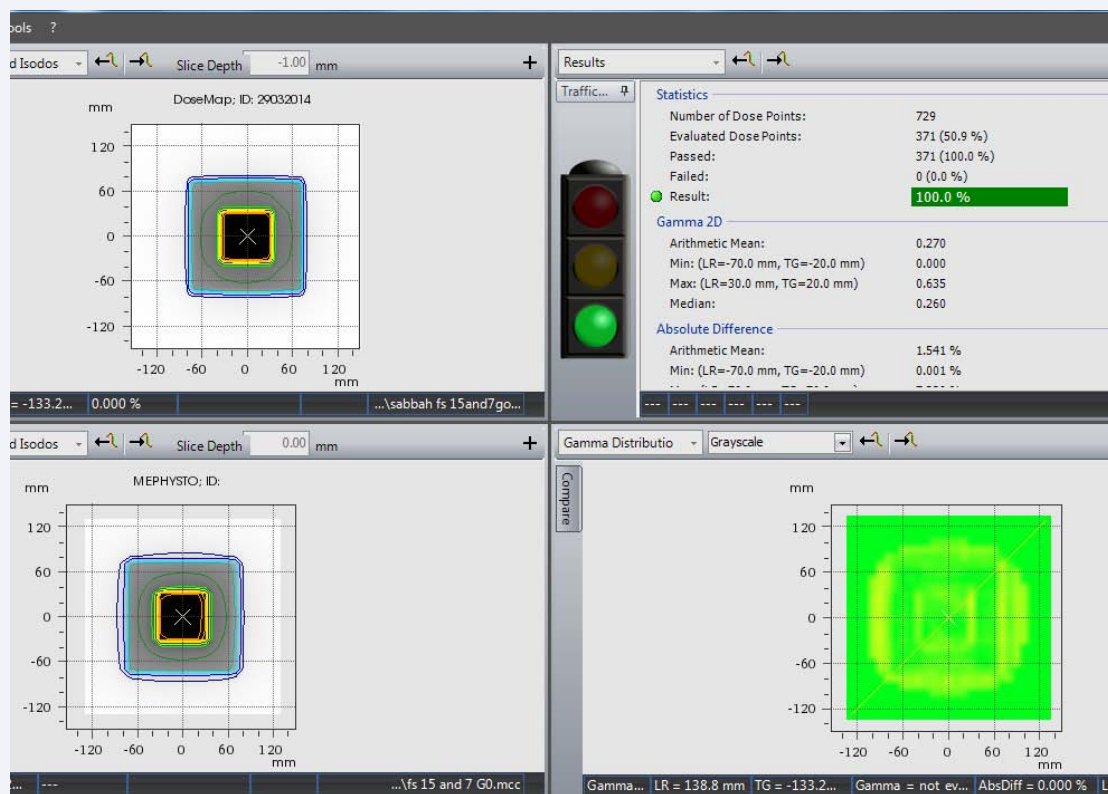 ools ?
d Isodos Slice Depth -1.00 mm
DoseMap; ID: 29032014
mm
120
60
0
-60
-120
-120 -60 0 60 120
mm
= -133.2... 0.000 % ...\sabbah fs 15and7go...
Results
Traffic...
Statistics
Number of Dose Points: 729
Evaluated Dose Points: 371 (50.9 %)
Passed: 371 (100.0 %)
Failed: 0 (0.0 %)
Result: 100.0 %
Gamma 2D
Arithmetic Mean: 0.270
Min: (LR=-70.0 mm, TG=-20.0 mm) 0.000
Max: (LR=30.0 mm, TG=20.0 mm) 0.635
Median: 0.260
Absolute Difference
Arithmetic Mean: 1.541 %
Min: (LR=-70.0 mm, TG=-20.0 mm) 0.001 %
--- --- --- --- --- ---
d Isodos Slice Depth 0.00 mm
MEPHYSTO; ID:
mm
120
60
0
-60
-120
-120 -60 0 60 120
mm
2... --- ...\fs 15 and 7 G0.mcc
Gamma Distributio Grayscale
Compare
mm
120
60
0
-60
-120
-120 -60 0 60 120
mm
Gamma... LR = 138.8 mm TG = -133.2... Gamma = not ev... AbsDiff = 0.000 % L